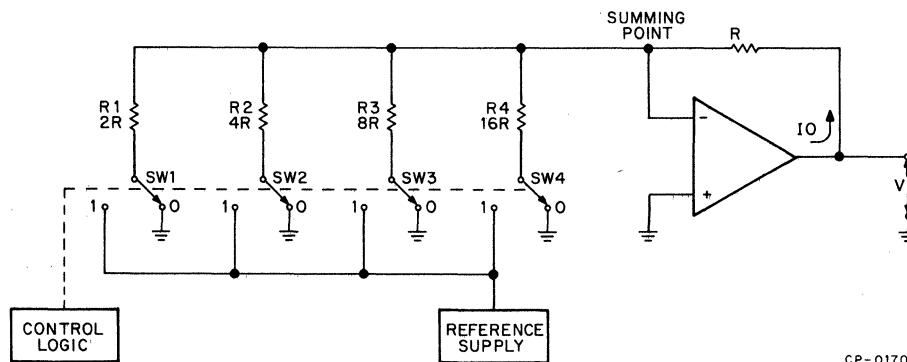 SUMMING
POINT
R
R1
2R
R2
4R
R3
8R
R4
16R
−
IO
SW1
SW2
SW3
SW4
+
V
1
0
1
0
1
0
1
0
CONTROL
LOGIC
REFERENCE
SUPPLY
CP-0170